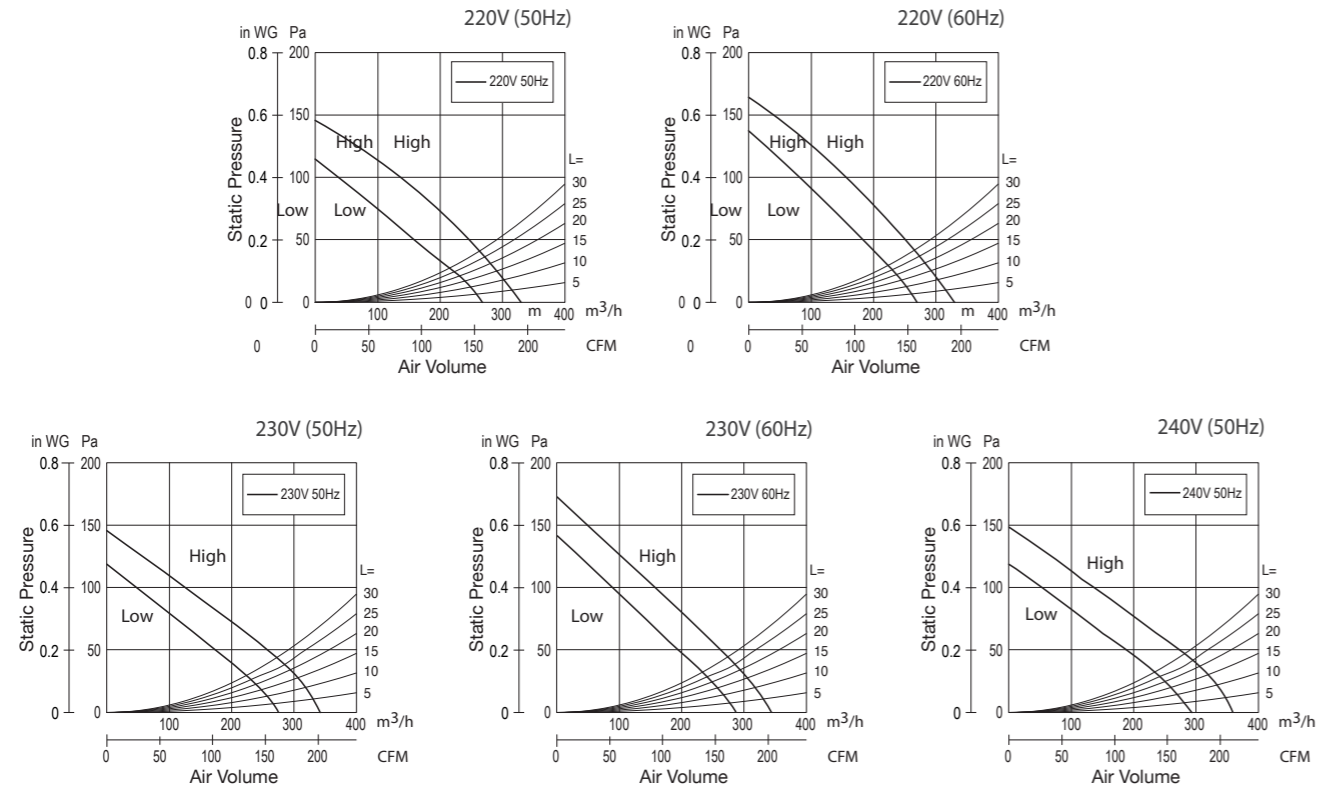 220V (50Hz)
in WG Pa
0.8 200
220V 50Hz
0.6 150
High High
L=
0.4 100
30
25
Low Low
20
0.2 50
15
10
5
0 0 0
100 200 300 m 400 m3/h
0 0 50 100 150 200 CFM
Static Pressure
Air Volume
220V (60Hz)
in WG Pa
0.8 200
220V 60Hz
0.6 150
High High
L=
0.4 100
30
25
Low Low
20
0.2 50
15
10
5
0 0 0
100 200 300 m 400 m3/h
0 0 50 100 150 200 CFM
Static Pressure
Air Volume
230V (50Hz)
in WG Pa
0.8 200
230V 50Hz
0.6 150
High
L=
0.4 100
30
Low
25
20
0.2 50
15
10
5
0 0
100 200 300 400 m3/h
0 50 100 150 200 CFM
Static Pressure
Air Volume
230V (60Hz)
in WG Pa
0.8 200
230V 60Hz
0.6 150
High
L=
0.4 100
30
Low
25
20
0.2 50
15
10
5
0 0
100 200 300 400 m3/h
0 50 100 150 200 CFM
Static Pressure
Air Volume
240V (50Hz)
in WG Pa
0.8 200
240V 50Hz
0.6 150
High
L=
0.4 100
30
Low
25
20
0.2 50
15
10
5
0 0
100 200 300 400 m3/h
0 50 100 150 200 CFM
Static Pressure
Air Volume